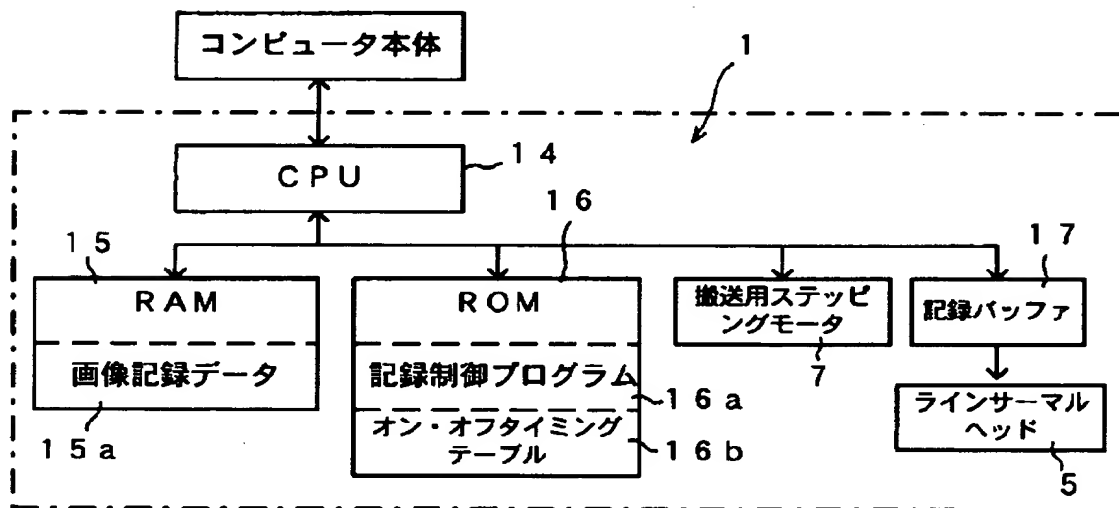 コンピュータ本体
1
CPU
14
15
16
17
RAM
画像記録データ
15a
ROM
記録制御プログラム
16a
オン・オフタイミング
テーブル
16b
搬送用ステッピ
ングモータ
7
記録バッファ
ラインサーマル
ヘッド
5